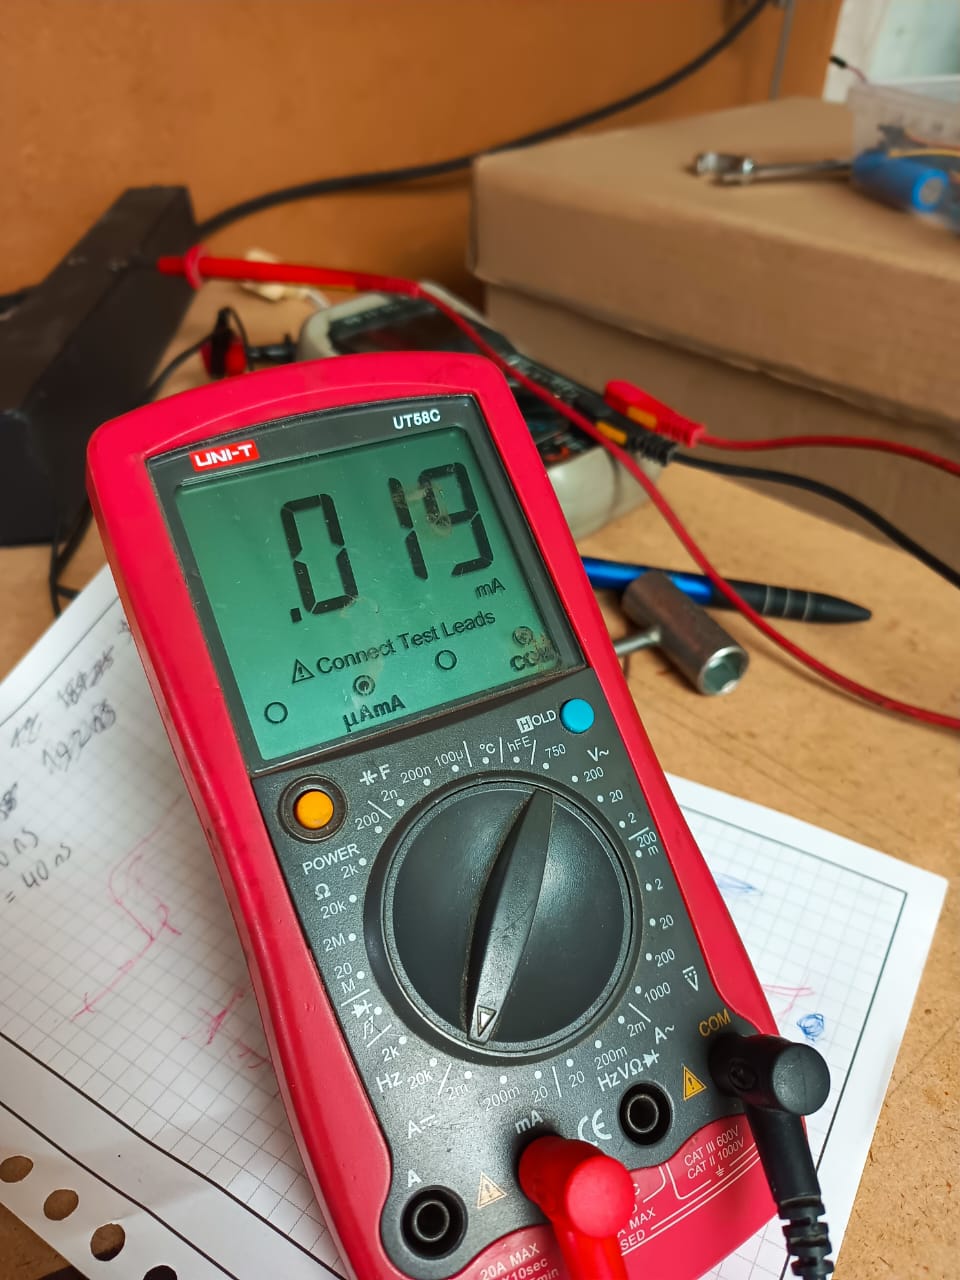 UNI-T
UT58C
.019
mA
Connect Test Leads
µAmA
COM
HOLD
F
200n
100µ
°C
hFE
750
V~
2n
200
200
20
2
200
m
POWER
2k
Ω
20k
2
2M
20
20
M
200
1000
2k
2m
A~
Hz
20k
2m
200m
20
20
200m
HzVΩ
COM
A
mA
A
CE
CAT III 600V
CAT II 1000V
A MAX
SED
20A MAX
40 ns